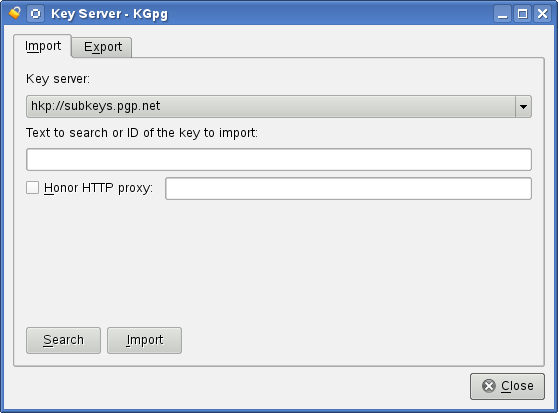 Key Server - KGpg
Import Export
Key server:
hkp://subkeys.pgp.net
Text to search or ID of the key to import:
Honor HTTP proxy:
Search Import
Close